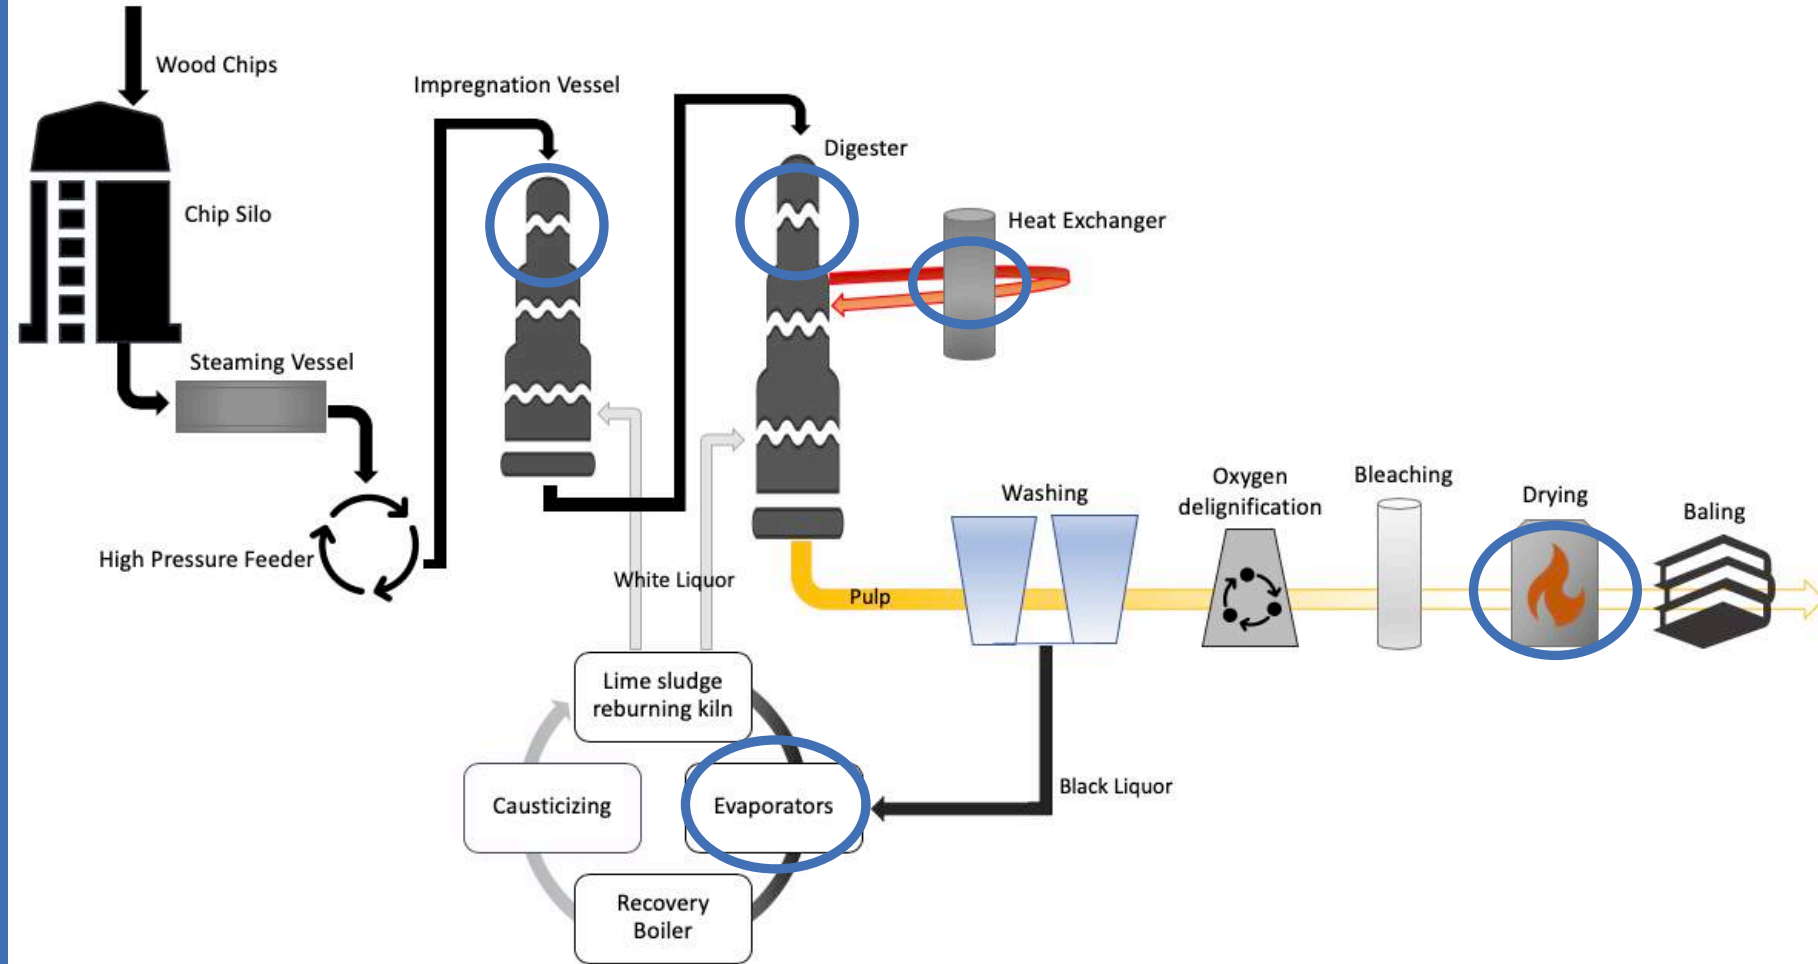 Wood Chips
Impregnation Vessel
Digester
Chip Silo
Heat Exchanger
Steaming Vessel
High Pressure Feeder
White Liquor
Pulp
Washing
Oxygen
delignification
Bleaching
Drying
Baling
Lime sludge
reburning kiln
Causticizing
Evaporators
Black Liquor
Recovery
Boiler